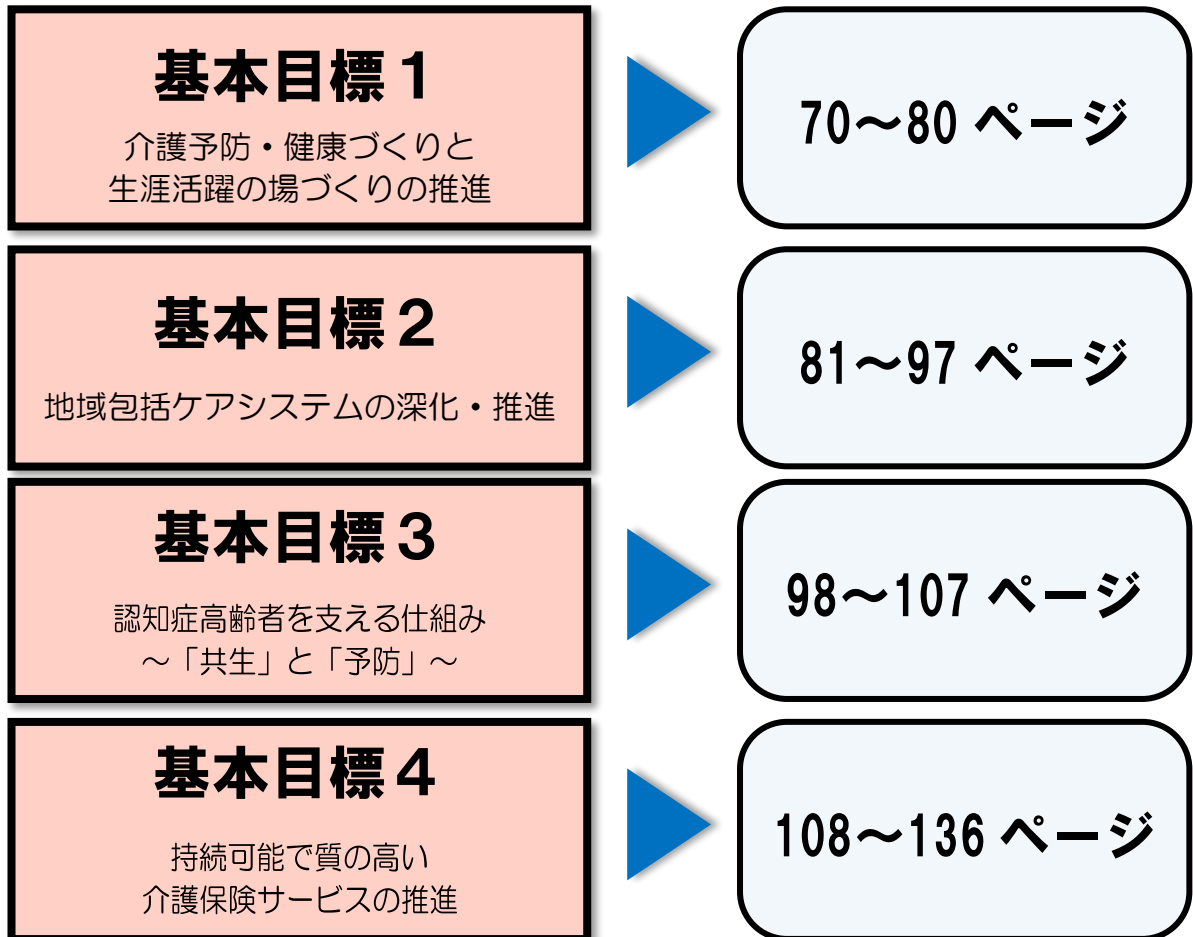 基本目標１
介護予防・健康づくりと
生涯活躍の場づくりの推進
70～80 ページ
基本目標２
地域包括ケアシステムの深化・推進
81～97 ページ
基本目標３
認知症高齢者を支える仕組み
～「共生」と「予防」～
98～107 ページ
基本目標４
持続可能で質の高い
介護保険サービスの推進
108～136 ページ